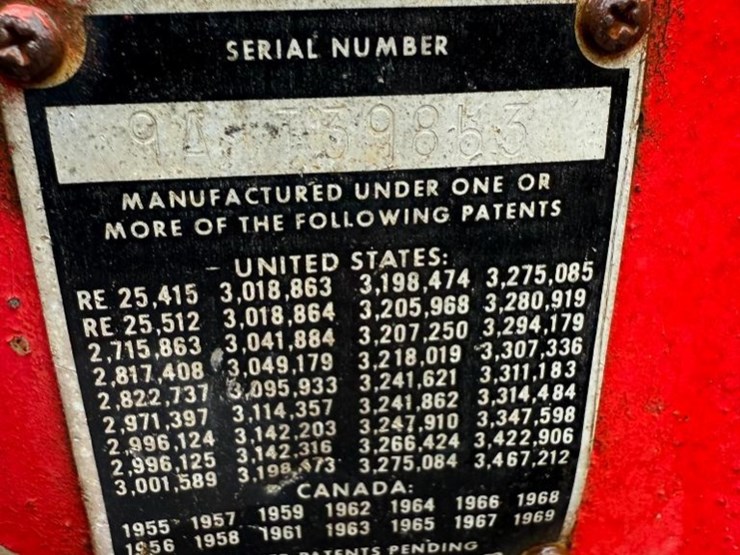 SERIAL NUMBER
MANUFACTURED UNDER ONE OR
MORE OF THE FOLLOWING PATENTS
UNITED STATES:
RE 25,415 3,018,863 3,198,474 3,275,085
RE 25,512 3,018,864 3,205,968 3,280,919
2,715,863 3,041,884 3,207,250 3,294,179
2,817,408 3,049,179 3,218,019 3,307,336
2,822,737 3,095,933 3,241,621 3,311,183
2,971,397 3,114,357 3,241,862 3,314,484
2,996,124 3,142,203 3,247,910 3,347,598
2,996,125 3,142,316 3,266,424 3,422,906
3,001,589 3,198,473 3,275,084 3,467,212
CANADA:
1955 1957 1959 1962 1964 1966 1968
1956 1958 1961 1963 1965 1967 1969
PATENTS PENDING